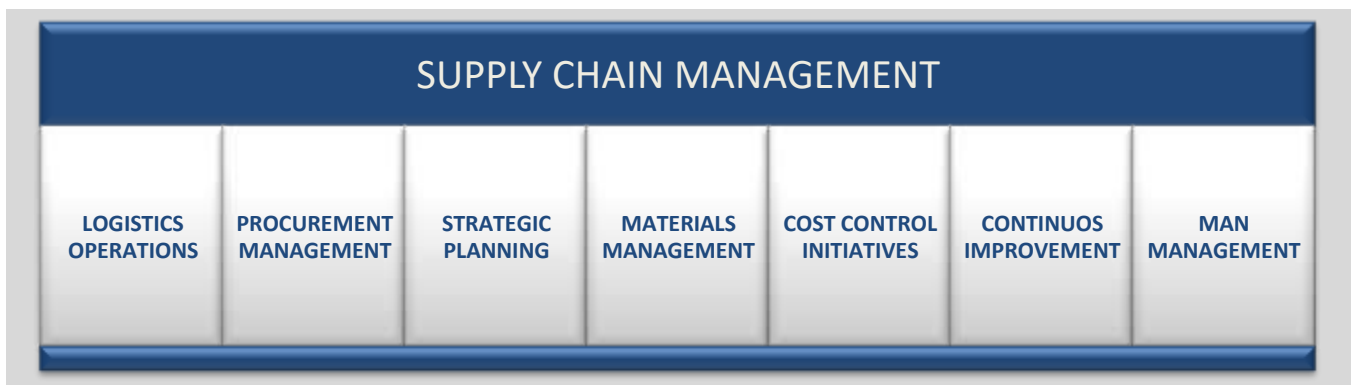 SUPPLY CHAIN MANAGEMENT
LOGISTICS
OPERATIONS
PROCUREMENT
MANAGEMENT
STRATEGIC
PLANNING
MATERIALS
MANAGEMENT
COST CONTROL
INITIATIVES
CONTINUOS
IMPROVEMENT
MAN
MANAGEMENT